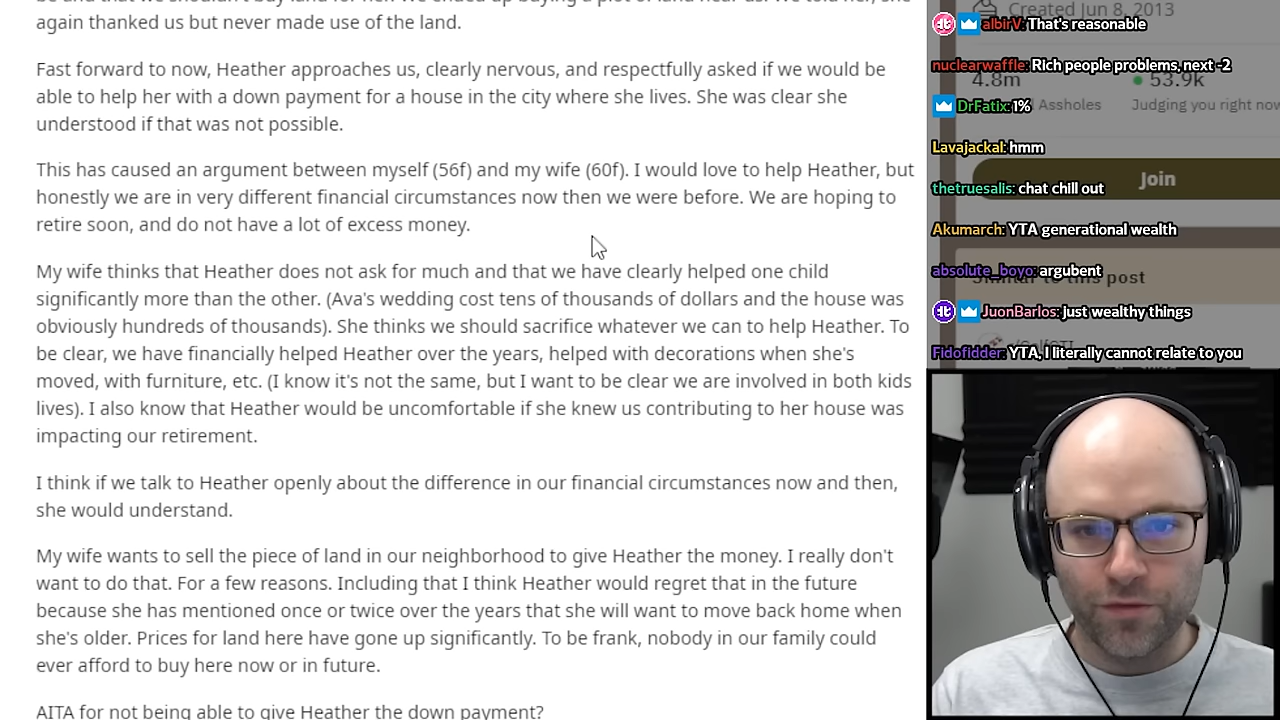 again thanked us but never made use of the land.
Fast forward to now, Heather approaches us, clearly nervous, and respectfully asked if we would be
able to help her with a down payment for a house in the city where she lives. She was clear she
understood if that was not possible.
This has caused an argument between myself (56f) and my wife (60f). I would love to help Heather, but
honestly we are in very different financial circumstances now then we were before. We are hoping to
retire soon, and do not have a lot of excess money.
My wife thinks that Heather does not ask for much and that we have clearly helped one child
significantly more than the other. (Ava's wedding cost tens of thousands of dollars and the house was
obviously hundreds of thousands). She thinks we should sacrifice whatever we can to help Heather. To
be clear, we have financially helped Heather over the years, helped with decorations when she's
moved, with furniture, etc. (I know it's not the same, but I want to be clear we are involved in both kids
lives). I also know that Heather would be uncomfortable if she knew us contributing to her house was
impacting our retirement.
I think if we talk to Heather openly about the difference in our financial circumstances now and then,
she would understand.
My wife wants to sell the piece of land in our neighborhood to give Heather the money. I really don't
want to do that. For a few reasons. Including that I think Heather would regret that in the future
because she has mentioned once or twice over the years that she will want to move back home when
she's older. Prices for land here have gone up significantly. To be frank, nobody in our family could
ever afford to buy here now or in future.
AITA for not being able to give Heather the down payment?
Created Jun 8, 2013
albirV: That's reasonable
nuclearwaffle: Rich people problems, next -2
4.8m 53.9k
DrFatix: 1%
Assholes Judging you right now
Lavajackal: hmm
Join
thetruesalis: chat chill out
Akumarch: YTA generational wealth
absolute_boyo: argubent
to this post
JuonBarlos: just wealthy things
Fidofidder: YTA, I literally cannot relate to you